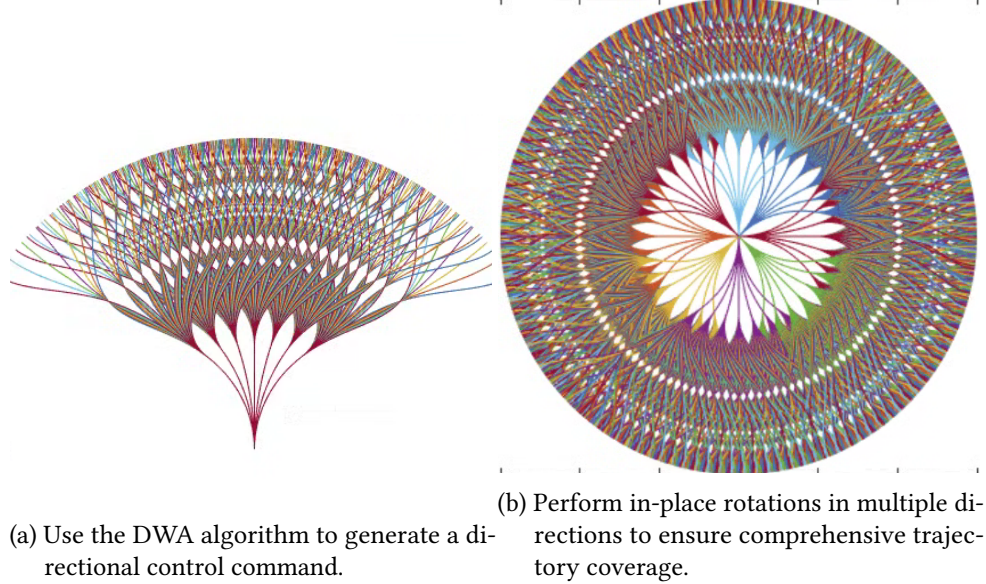 (a) Use the DWA algorithm to generate a di-
rectional control command.
(b) Perform in-place rotations in multiple di-
rections to ensure comprehensive trajec-
tory coverage.